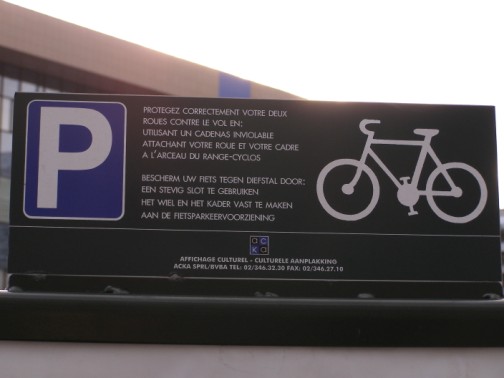 P
PROTEGEZ CORRECTEMENT VOTRE DEUX
ROUES CONTRE LE VOL EN:
UTILISANT UN CADENAS INVIOLABLE
ATTACHANT VOTRE ROUE ET VOTRE CADRE
A L'ARCEAU DU RANGE-CYCLOS
BESCHERM UW FIETS TEGEN DIEFSTAL DOOR:
EEN STEVIG SLOT TE GEBRUIKEN
HET WIEL EN HET KADER VAST TE MAKEN
AAN DE FIETSPARKEERVOORZIENING
aC
Ka
AFFICHAGE CULTUREL - CULTURELE AANPLAKKING
ACKA SPRL/BVBA TEL: 02/346.32.30 FAX: 02/346.27.10